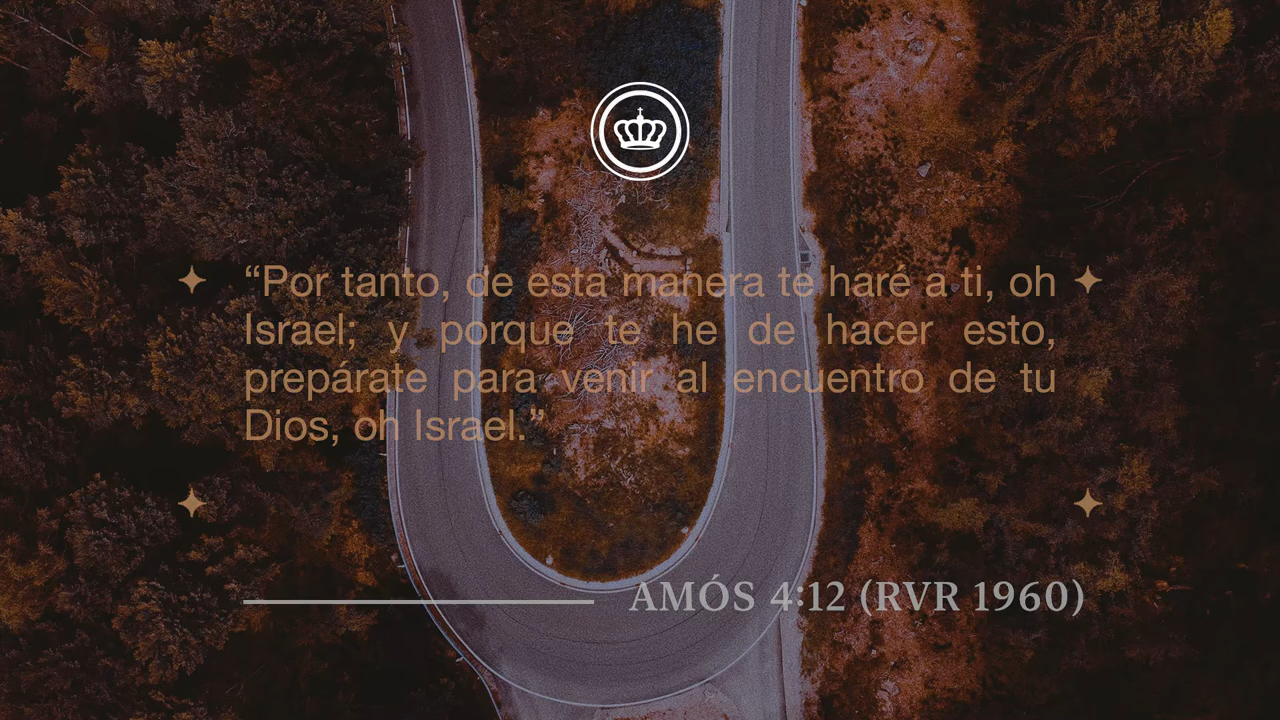 “Por tanto, de esta manera te haré a ti, oh
Israel; y porque te he de hacer esto,
prepárate para venir al encuentro de tu
Dios, oh Israel.”
AMÓS 4:12 (RVR 1960)